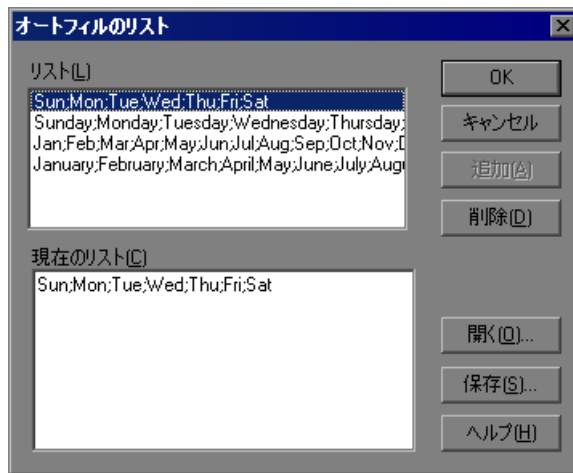 オートフィルのリスト
リスト(L)
Sun;Mon;Tue;Wed;Thu;Fri;Sat
Sunday;Monday;Tuesday;Wednesday;Thursday;
Jan;Feb;Mar;Apr;May;Jun;Jul;Aug;Sep;Oct;Nov;D
January;February;March;April;May;June;July;Augu
OK
キャンセル
追加(A)
削除(D)
現在のリスト(C)
Sun;Mon;Tue;Wed;Thu;Fri;Sat
開く(O)...
保存(S)...
ヘルプ(H)